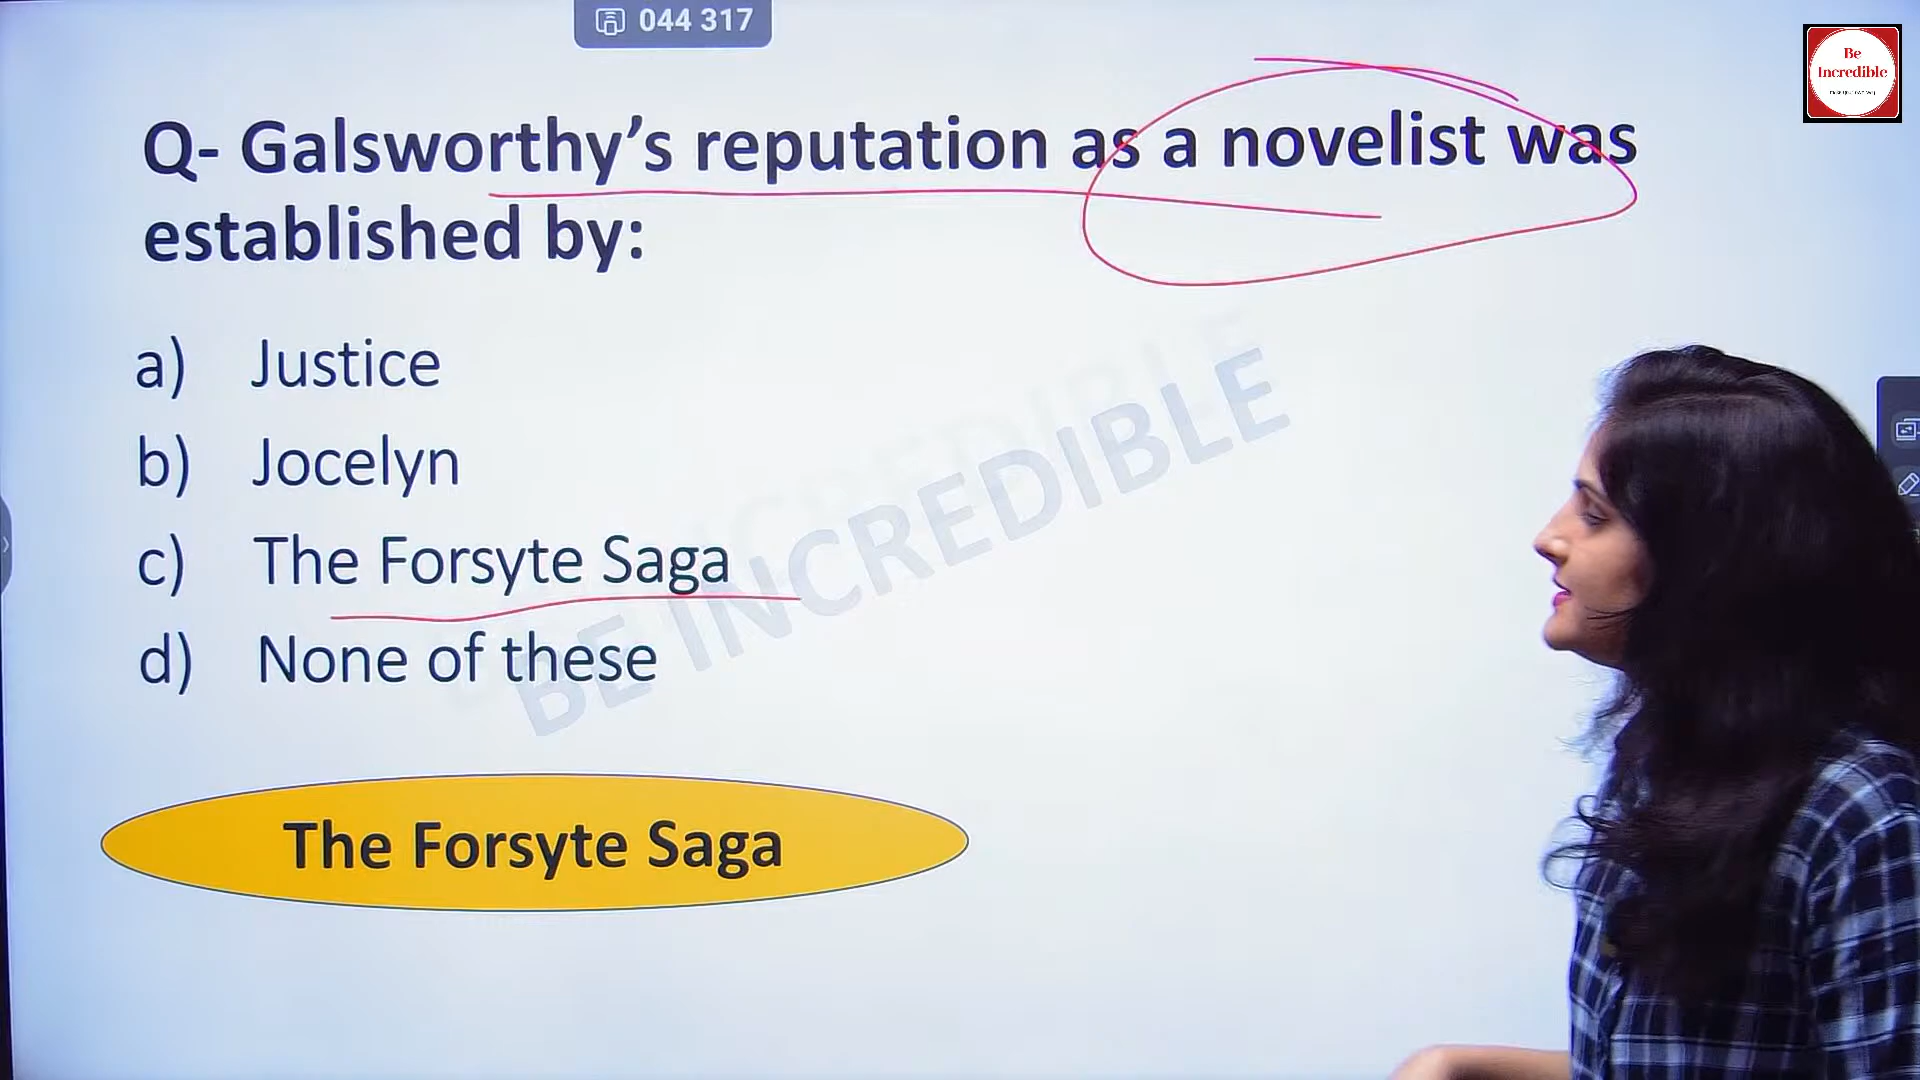 044 317
Be
Incredible
Q- Galsworthy’s reputation as a novelist was
established by:
a) Justice
b) Jocelyn
c) The Forsyte Saga
d) None of these
BE INCREDIBLE
The Forsyte Saga